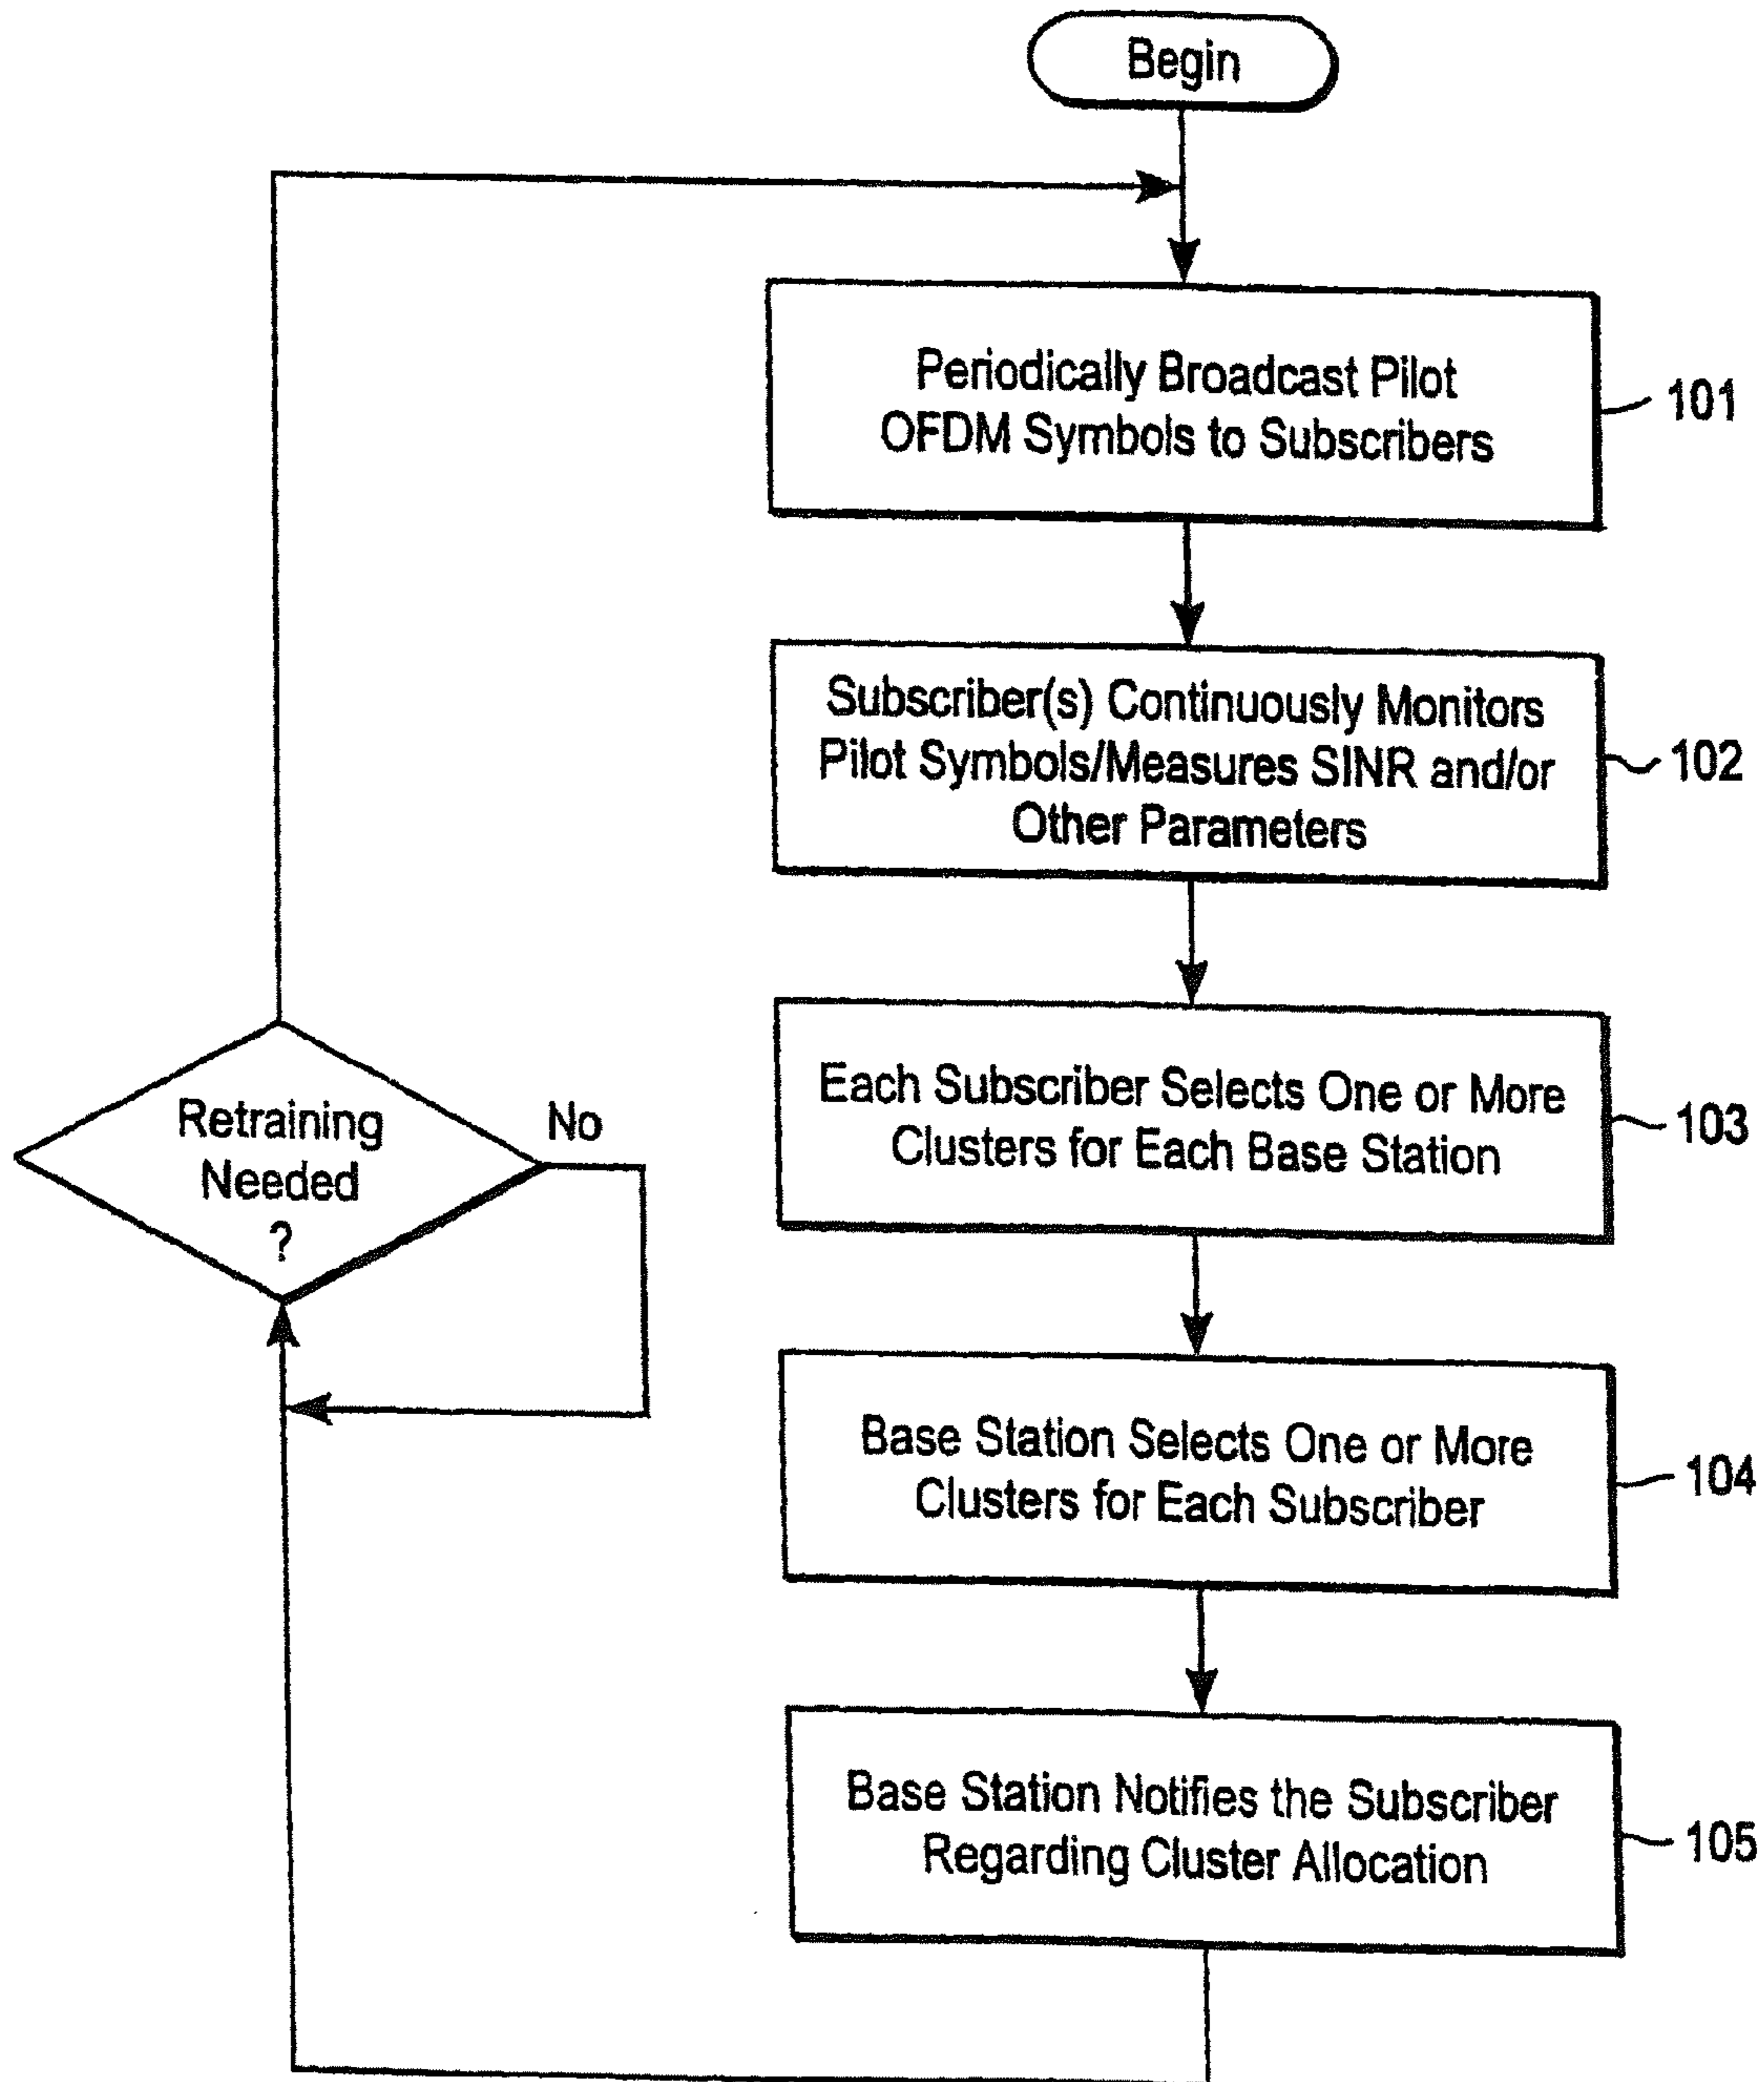 Begin
Periodically Broadcast Pilot
OFDM Symbols to Subscribers
101
Subscriber(s) Continuously Monitors
Pilot Symbols/Measures SINR and/or
Other Parameters
102
Each Subscriber Selects One or More
Clusters for Each Base Station
103
Retraining
Needed
?
No
Base Station Selects One or More
Clusters for Each Subscriber
104
Base Station Notifies the Subscriber
Regarding Cluster Allocation
105